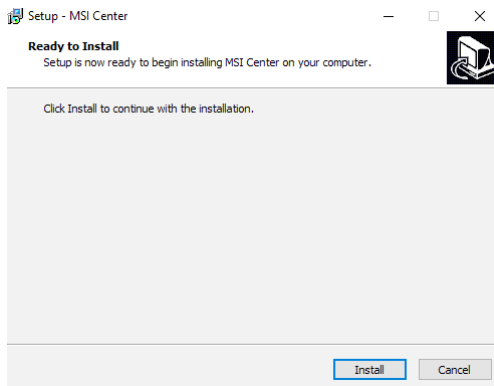 Setup - MSI Center
Ready to Install
Setup is now ready to begin installing MSI Center on your computer.
Click Install to continue with the installation.
Install
Cancel